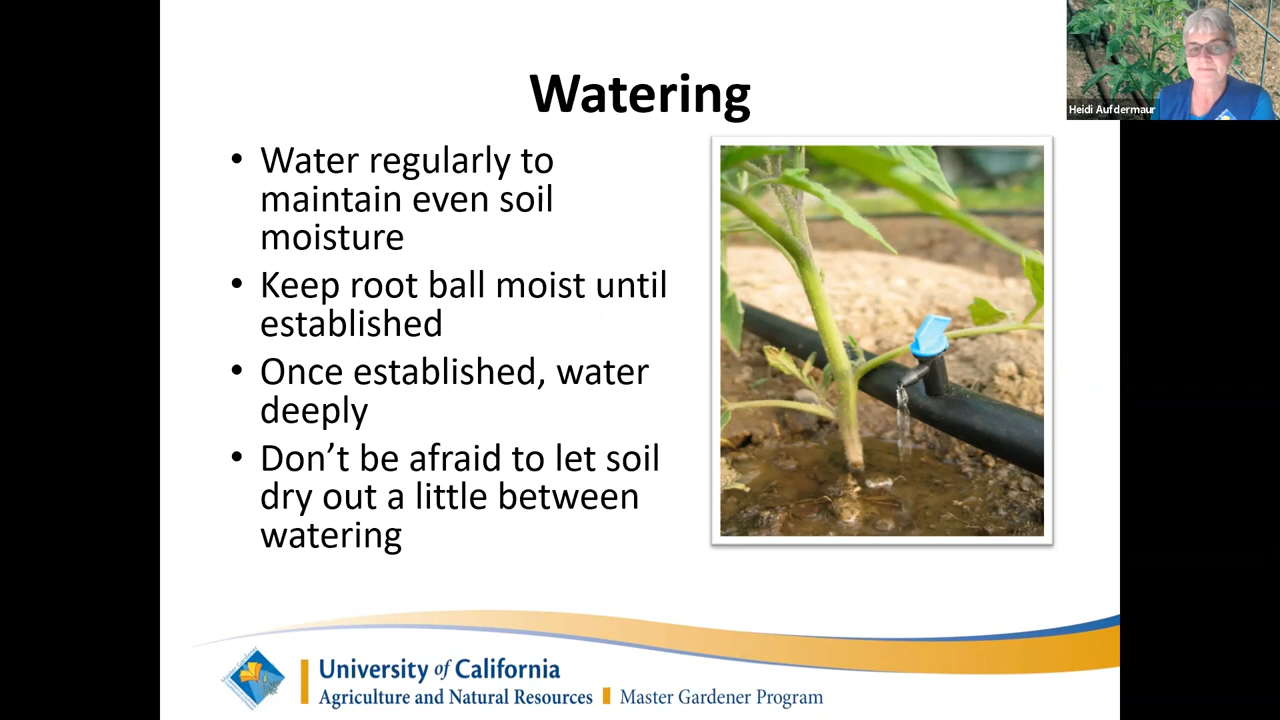 Watering
Heidi Aufdermaur
• Water regularly to
maintain even soil
moisture
• Keep root ball moist until
established
• Once established, water
deeply
• Don’t be afraid to let soil
dry out a little between
watering
University of California
Agriculture and Natural Resources Master Gardener Program